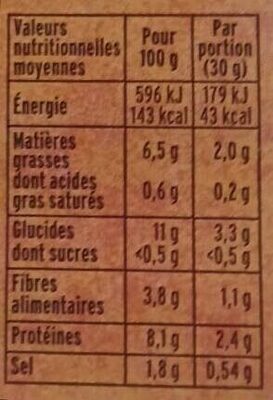 Valeurs nutritionnelles moyennes Pour 100 g Par portion (30 g)
Énergie 596 kJ 179 kJ
143 kcal 43 kcal
Matières
grasses 6,5 g 2,0 g
dont acides
gras saturés 0,6 g 0,2 g
Glucides 11 g 3,3 g
dont sucres <0,5 g <0,5 g
Fibres
alimentaires 3,8 g 1,1 g
Protéines 8,1 g 2,4 g
Sel 1,8 g 0,54 g